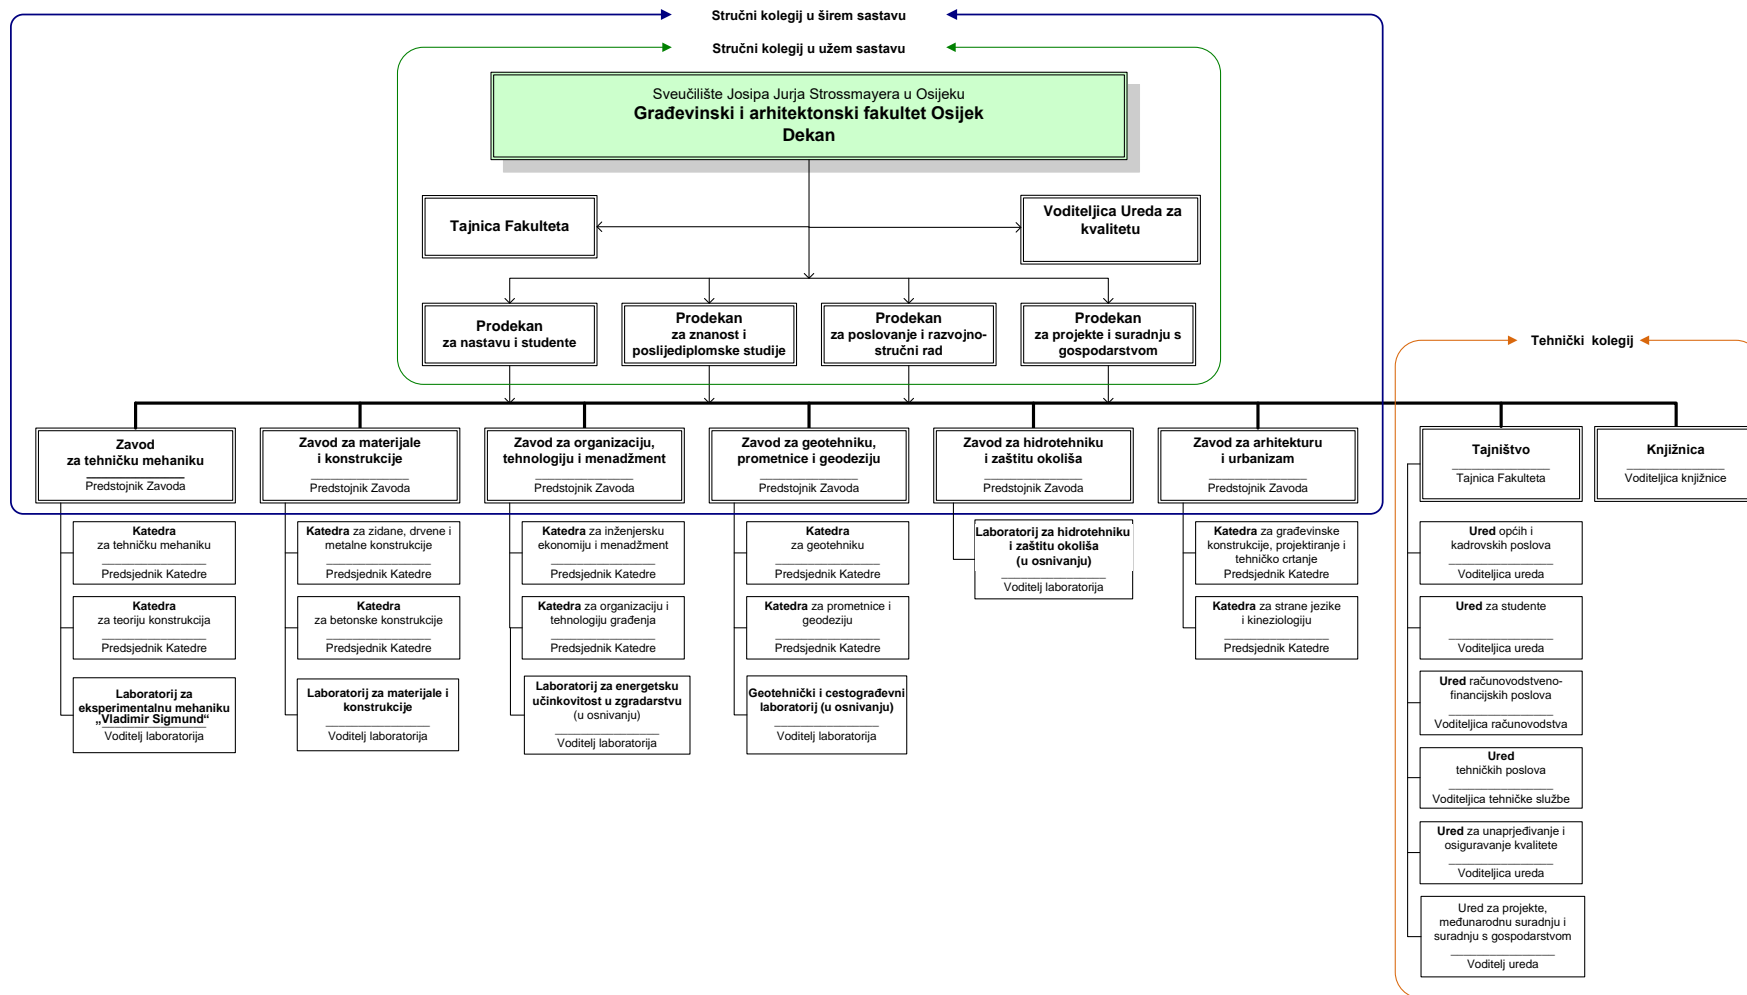 Stručni kolegij u širem sastavu
Stručni kolegij u užem sastavu
Sveučilište Josipa Jurja Strossmayera u Osijeku
Građevinski i arhitektonski fakultet Osijek
Dekan
Tajnica Fakulteta
Voditeljica Ureda za
kvalitetu
Prodekan
za nastavu i studente
Prodekan
za znanost i
poslijediplomske studije
Prodekan
za poslovanje i razvojno-
stručni rad
Prodekan
za projekte i suradnju s
gospodarstvom
Tehnički kolegij
Zavod
za tehničku mehaniku
Predstojnik Zavoda
Zavod za materijale
i konstrukcije
Predstojnik Zavoda
Zavod za organizaciju,
tehnologiju i menadžment
Predstojnik Zavoda
Zavod za geotehniku,
prometnice i geodeziju
Predstojnik Zavoda
Zavod za hidrotehniku
i zaštitu okoliša
Predstojnik Zavoda
Zavod za arhitekturu
i urbanizam
Predstojnik Zavoda
Tajništvo
Tajnica Fakulteta
Knjižnica
Voditeljica knjižnice
Katedra
za tehničku mehaniku
Predsjednik Katedre
Katedra
za teoriju konstrukcija
Predsjednik Katedre
Laboratorij za
eksperimentalnu mehaniku
„Vladimir Sigmund“
Voditelj laboratorija
Katedra za zidane, drvene i
metalne konstrukcije
Predsjednik Katedre
Katedra
za betonske konstrukcije
Predsjednik Katedre
Laboratorij za materijale i
konstrukcije
Voditelj laboratorija
Katedra za inženjersku
ekonomiju i menadžment
Predsjednik Katedre
Katedra za organizaciju i
tehnologiju građenja
Predsjednik Katedre
Laboratorij za energetsku
učinkovitost u zgradarstvu
(u osnivanju)
Voditelj laboratorija
Katedra
za geotehniku
Predsjednik Katedre
Katedra za prometnice i
geodeziju
Predsjednik Katedre
Geotehnički i cestograđevni
laboratorij (u osnivanju)
Voditelj laboratorija
Laboratorij za hidrotehniku
i zaštitu okoliša
(u osnivanju)
Voditelj laboratorija
Katedra za građevinske
konstrukcije, projektiranje i
tehničko crtanje
Predsjednik Katedre
Katedra za strane jezike
i kineziologiju
Predsjednik Katedre
Ured općih i
kadrovskih poslova
Voditeljica ureda
Ured za studente
Voditeljica ureda
Ured računovodstveno-
financijskih poslova
Voditeljica računovodstva
Ured
tehničkih poslova
Voditeljica tehničke službe
Ured za unaprjeđivanje i
osiguravanje kvalitete
Voditeljica ureda
Ured za projekte,
međunarodnu suradnju i
suradnju s gospodarstvom
Voditelj ureda